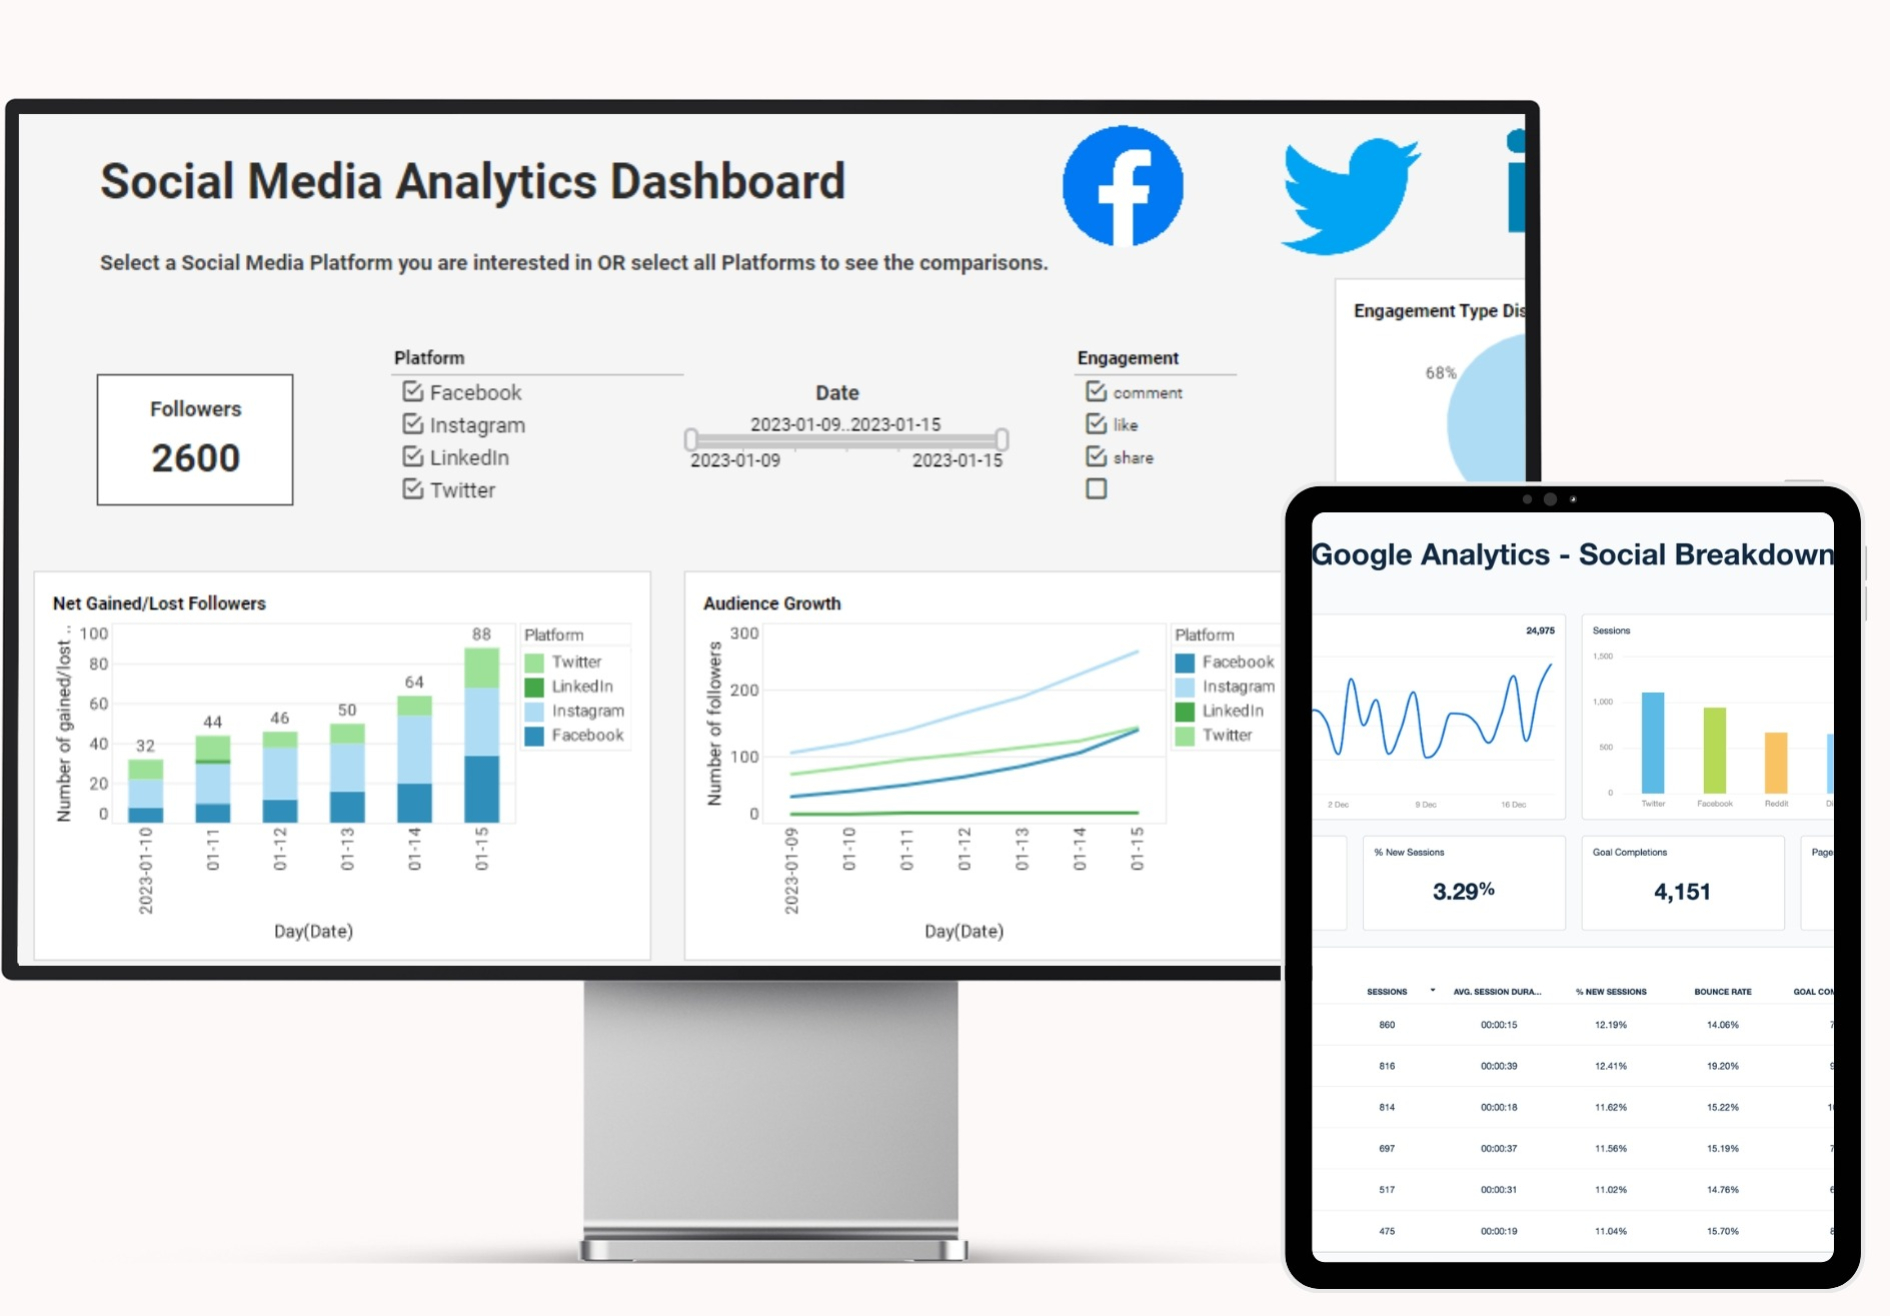 Social Media Analytics Dashboard
Select a Social Media Platform you are interested in OR select all Platforms to see the comparisons.
Followers
2600
Platform
Facebook
Instagram
LinkedIn
Twitter
Date
2023-01-09..2023-01-15
2023-01-09 2023-01-15
Engagement
comment
like
share
Engagement Type Dis
68%
Net Gained/Lost Followers
Number of gained/lost ..
100
80
60
40
20
0
32
44
46
50
64
88
2023-01-10
01-11
01-12
01-13
01-14
01-15
Day(Date)
Platform
Twitter
LinkedIn
Instagram
Facebook
Audience Growth
Number of followers
300
200
100
0
2023-01-09
01-10
01-11
01-12
01-13
01-14
01-15
Day(Date)
Platform
Facebook
Instagram
LinkedIn
Twitter
Google Analytics - Social Breakdown
24,975
2 Dec 9 Dec 16 Dec
Sessions
1,500
1,000
500
0
Twitter Facebook Reddit Di
% New Sessions
3.29%
Goal Completions
4,151
Page
SESSIONS AVG. SESSION DURA... % NEW SESSIONS BOUNCE RATE GOAL COM
860 00:00:15 12.19% 14.06%
816 00:00:39 12.41% 19.20%
814 00:00:18 11.62% 15.22%
697 00:00:37 11.56% 15.19%
517 00:00:31 11.02% 14.76%
475 00:00:19 11.04% 15.70%